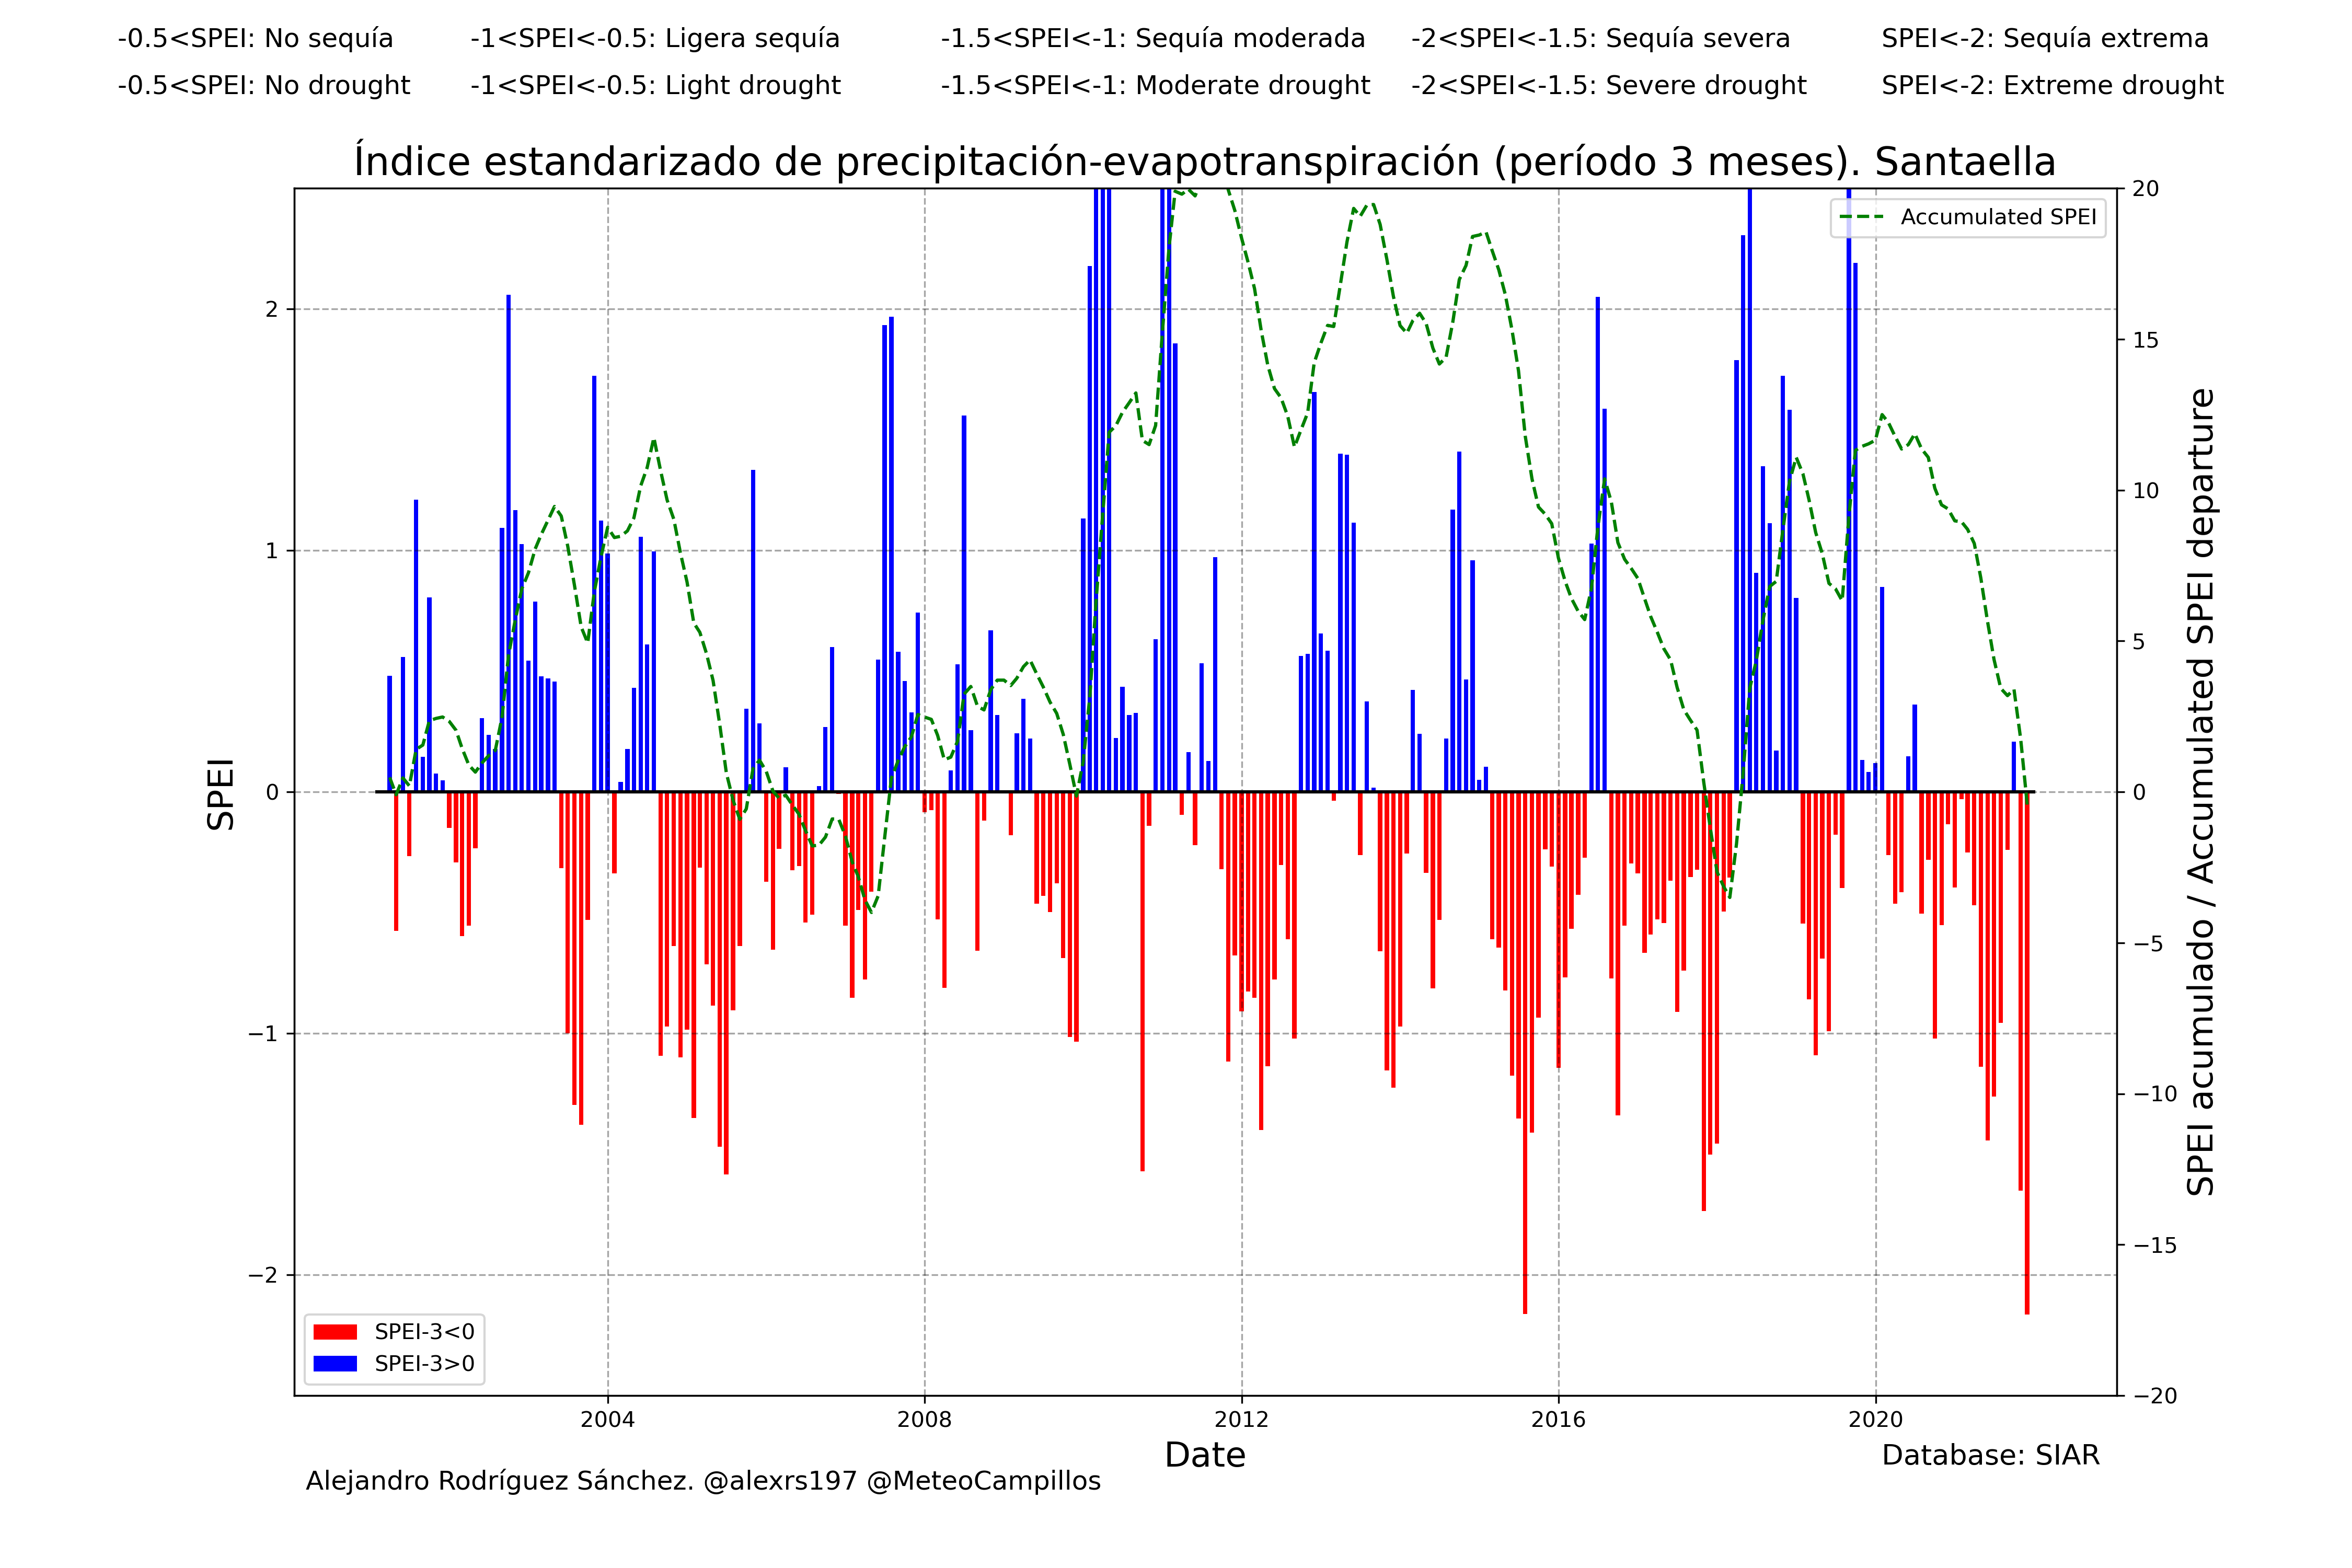 -0.5<SPEI: No sequía -1<SPEI<-0.5: Ligera sequía -1.5<SPEI<-1: Sequía moderada -2<SPEI<-1.5: Sequía severa SPEI<-2: Sequía extrema
-0.5<SPEI: No drought -1<SPEI<-0.5: Light drought -1.5<SPEI<-1: Moderate drought -2<SPEI<-1.5: Severe drought SPEI<-2: Extreme drought
Índice estandarizado de precipitación-evapotranspiración (período 3 meses). Santaella
Accumulated SPEI
SPEI
2
1
0
−1
−2
20
15
10
5
0
−5
−10
−15
−20
SPEI acumulado / Accumulated SPEI departure
SPEI-3<0
SPEI-3>0
2004 2008 2012 2016 2020
Date
Database: SIAR
Alejandro Rodríguez Sánchez. @alexrs197 @MeteoCampillos